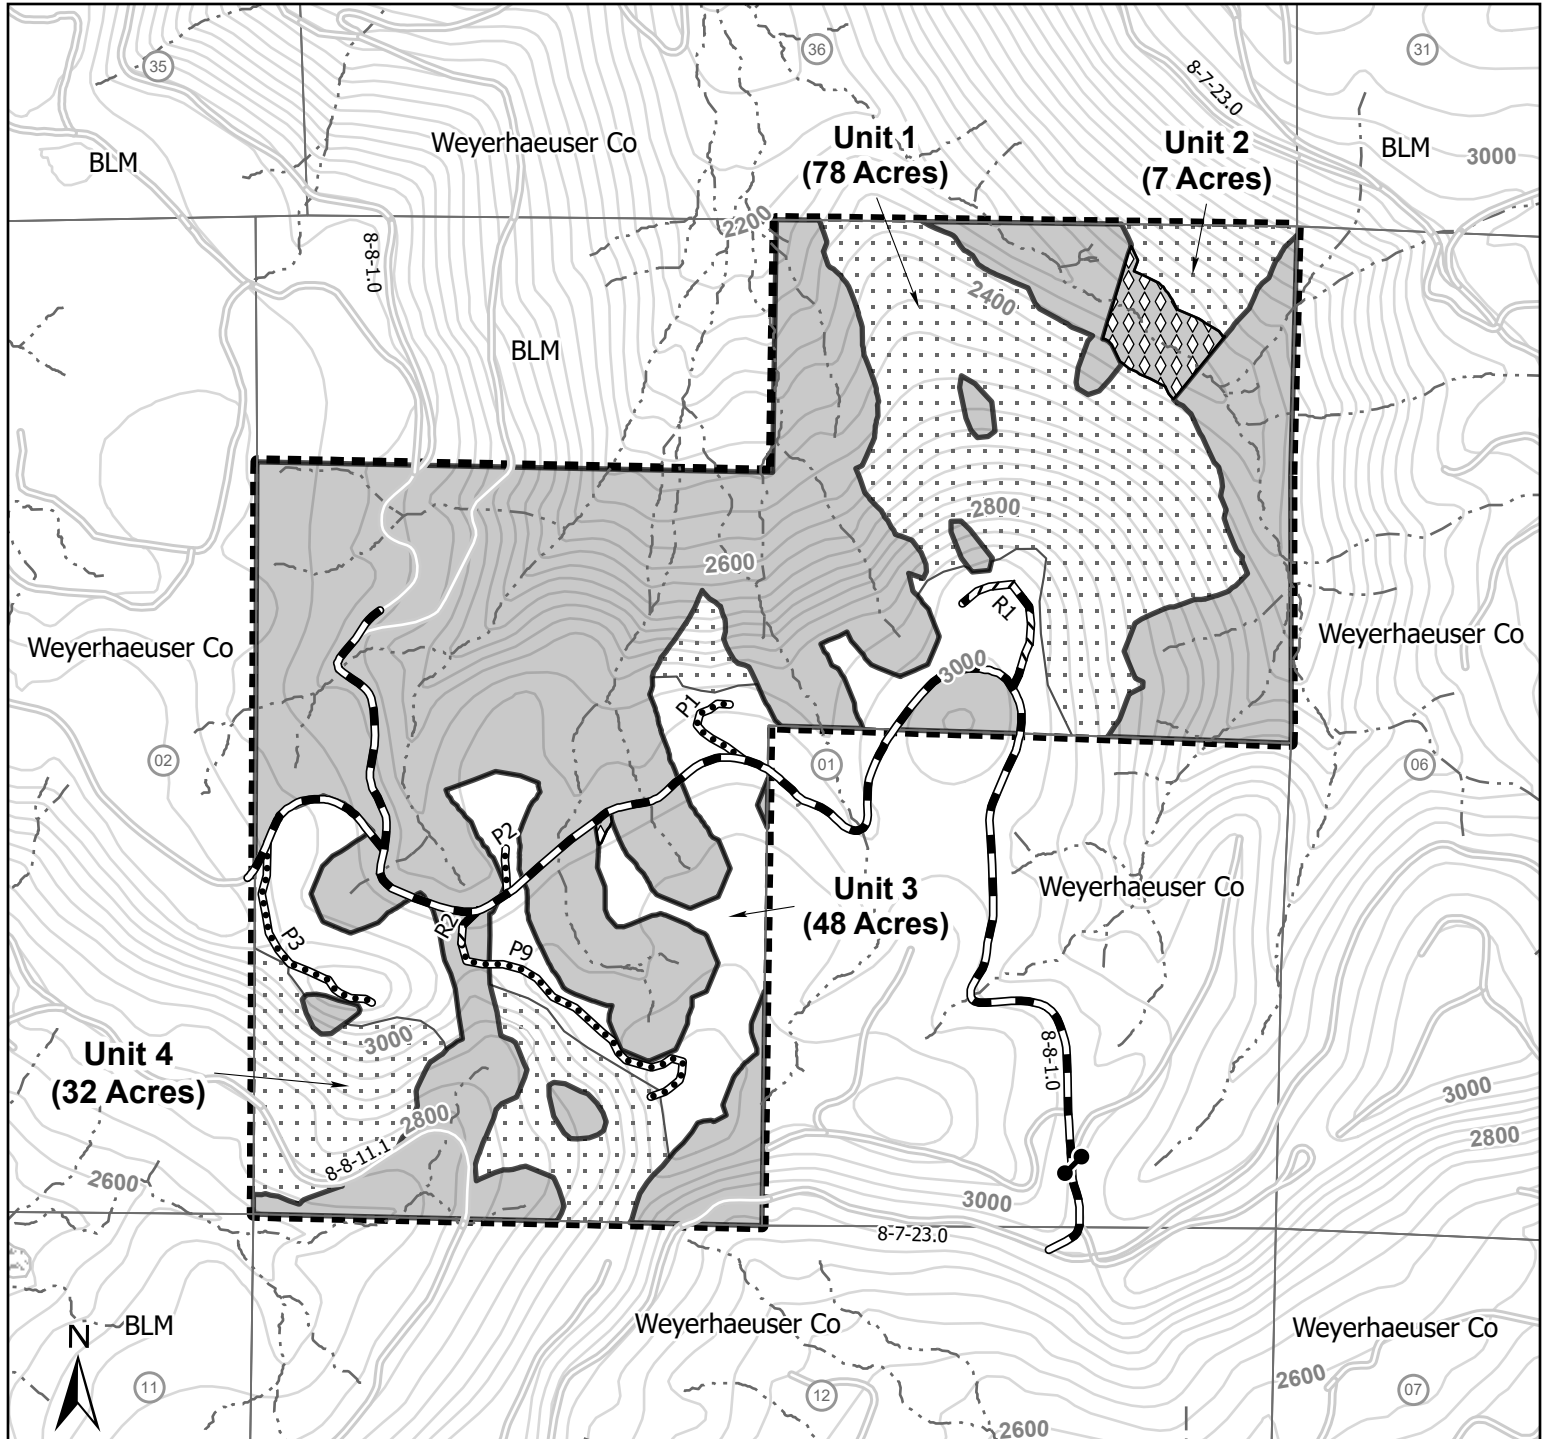 35
36
31
8-7-23.0
BLM
Weyerhaeuser Co
Unit 1
(78 Acres)
Unit 2
(7 Acres)
BLM
3000
2200
8-8-1.0
2400
BLM
2800
2600
R1
Weyerhaeuser Co
Weyerhaeuser Co
3000
P1
02
01
06
P2
Unit 3
(48 Acres)
Weyerhaeuser Co
R2
P3
P9
3000
Unit 4
(32 Acres)
8-8-1.0
3000
2800
2800
8-8-11.1
2600
3000
8-7-23.0
N
BLM
Weyerhaeuser Co
Weyerhaeuser Co
11
12
2600
07
2600